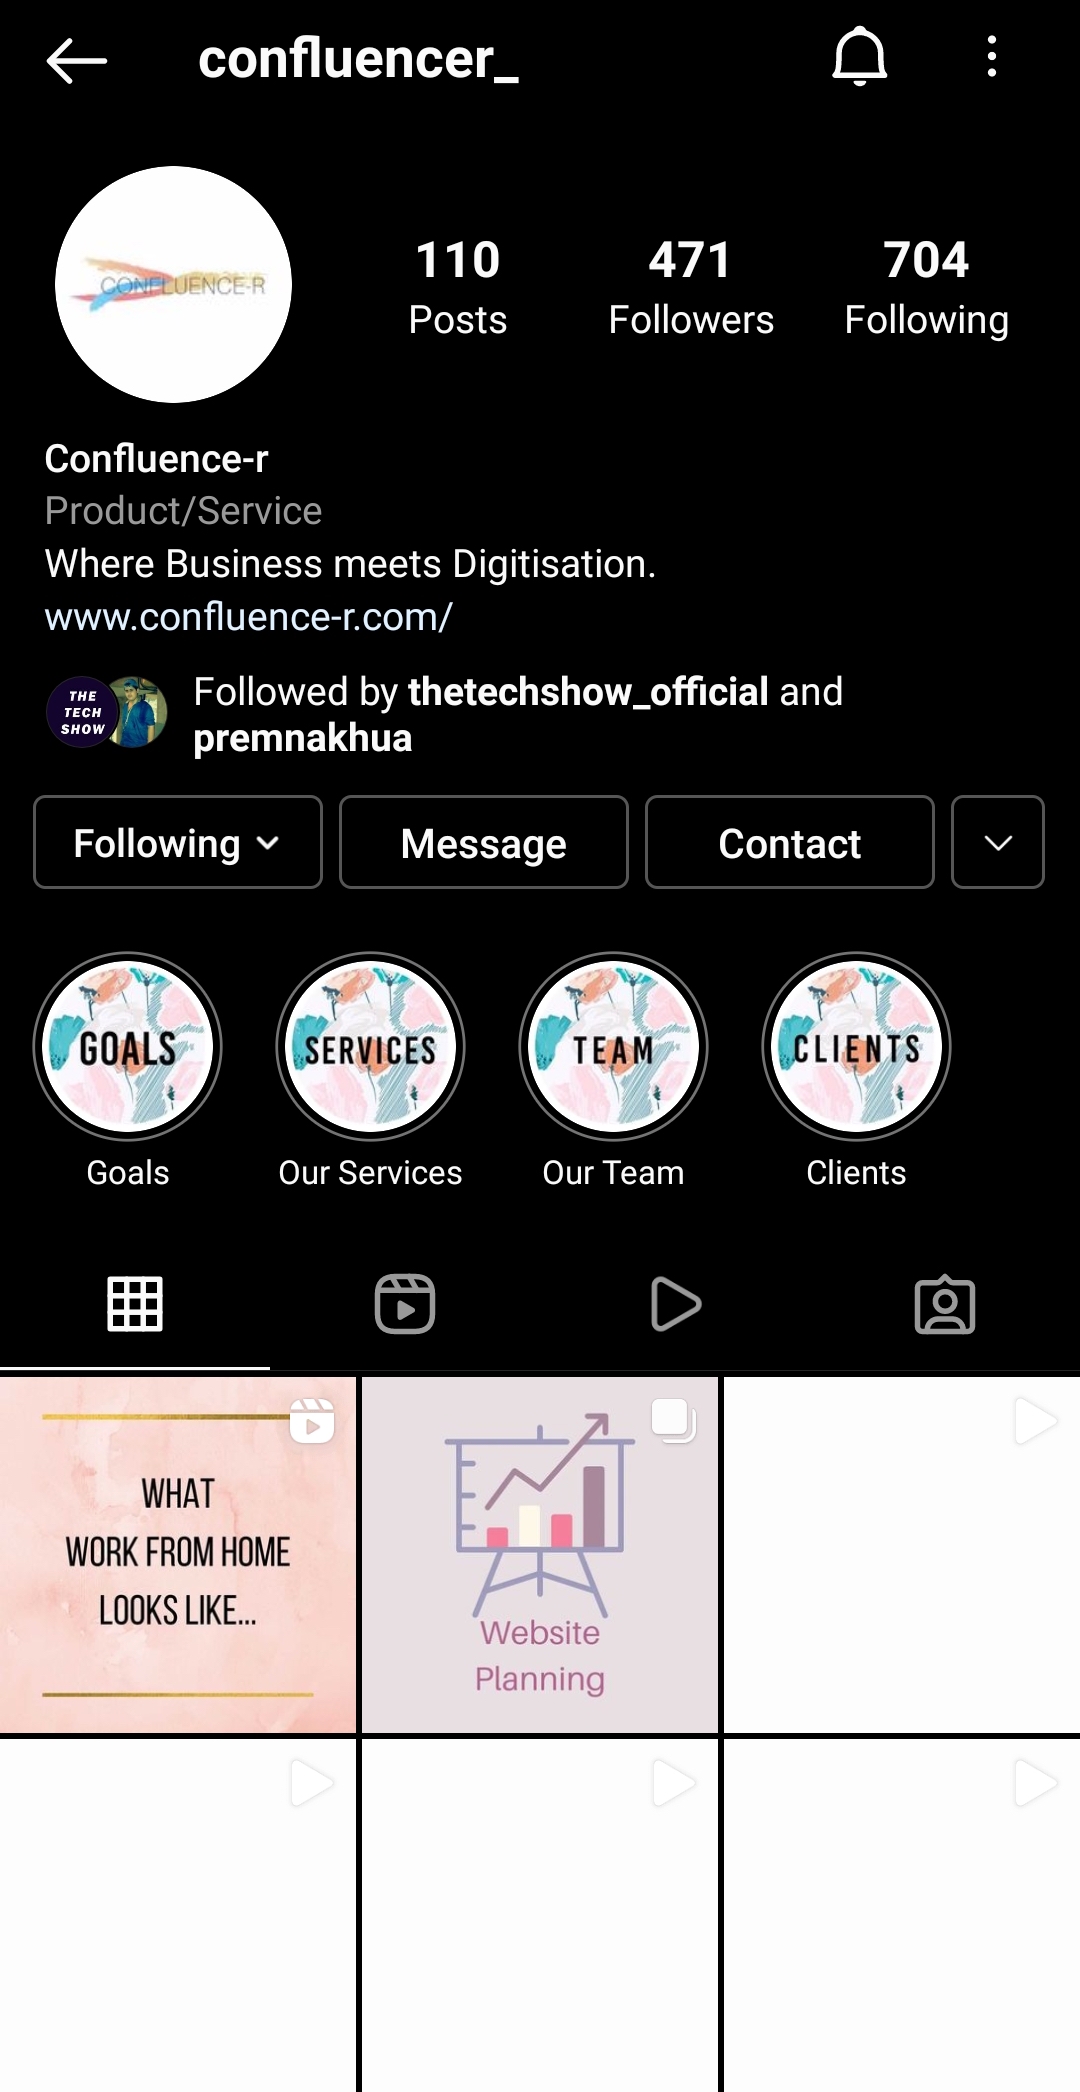 confluencer_
CONFLUENCE-R
110
Posts
471
Followers
704
Following
Confluence-r
Product/Service
Where Business meets Digitisation.
www.confluence-r.com/
THE
TECH
SHOW
Followed by thetechshow_official and
premnakhua
Following
Message
Contact
GOALS
SERVICES
TEAM
CLIENTS
Goals
Our Services
Our Team
Clients
WHAT
WORK FROM HOME
LOOKS LIKE...
Website
Planning